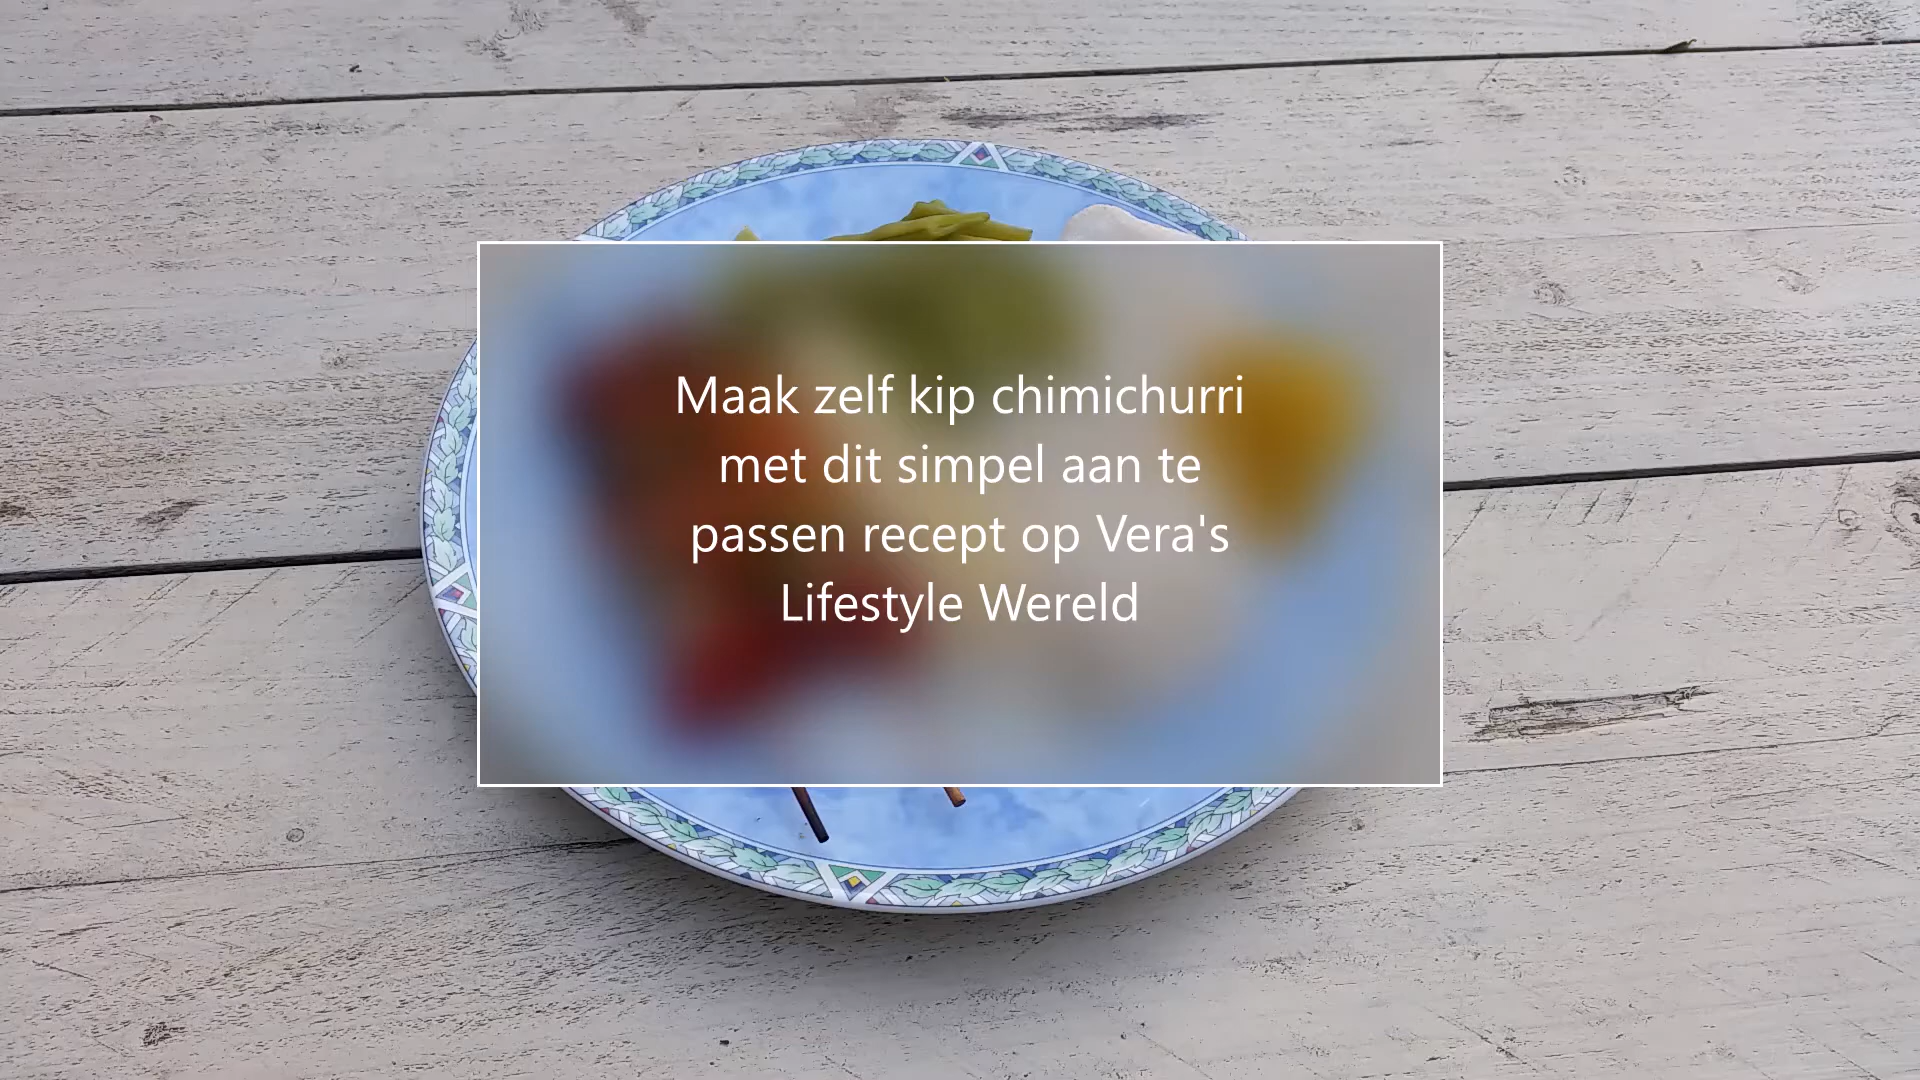 Maak zelf kip chimichurri
met dit simpel aan te
passen recept op Vera's
Lifestyle Wereld